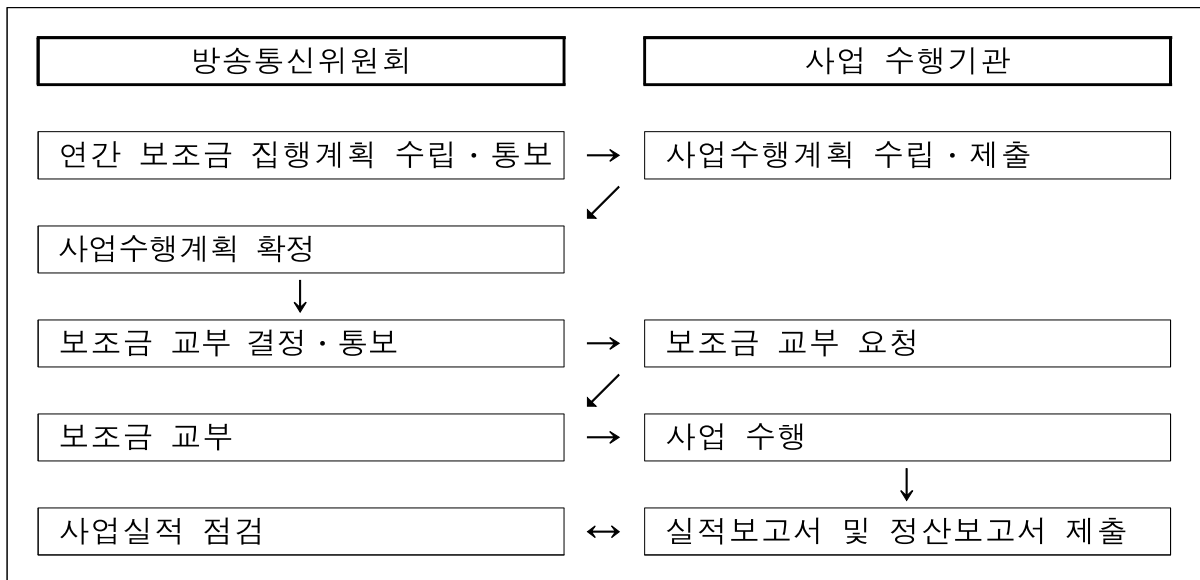 방송통신위원회
사업 수행기관
연간 보조금 집행계획 수립·통보 → 사업수행계획 수립·제출
↙
사업수행계획 확정
↓
보조금 교부 결정·통보 → 보조금 교부 요청
↙
보조금 교부 → 사업 수행
↓
사업실적 점검 ↔ 실적보고서 및 정산보고서 제출